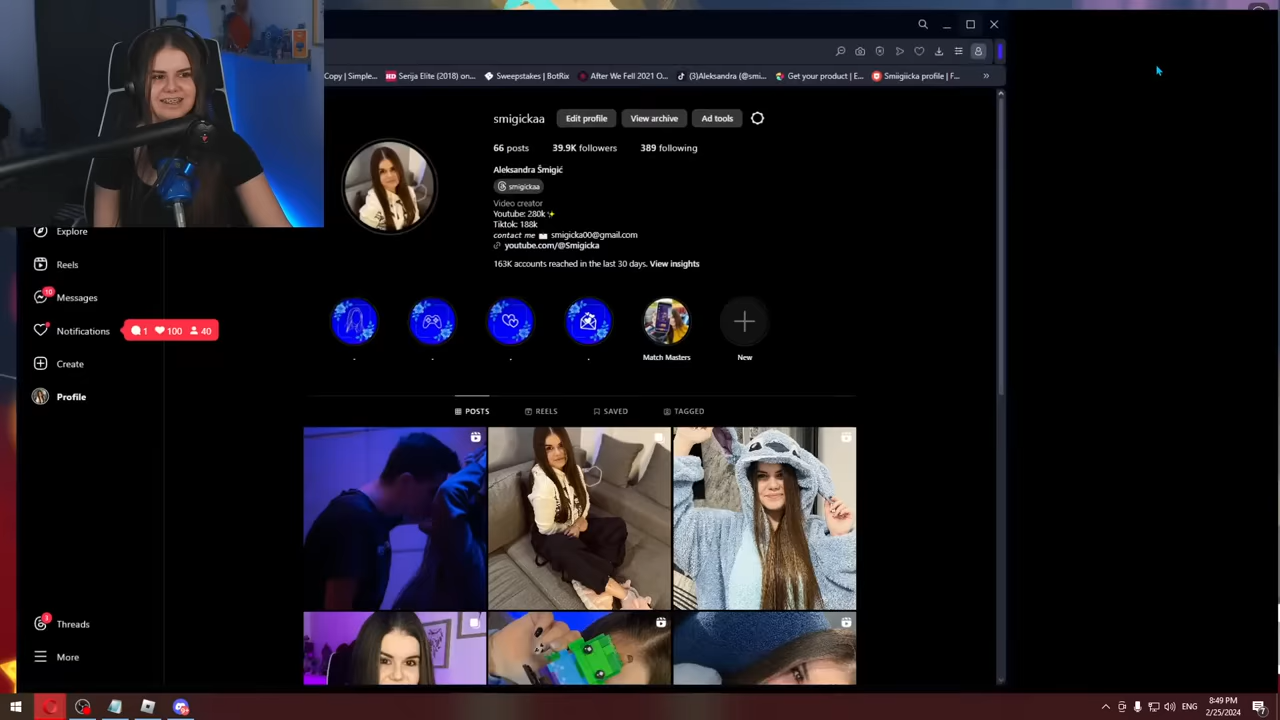 Copy | Simple... Serija Elite (2018) on... Sweepstakes | BotRix After We Fell 2021 O... (3)Aleksandra (@smi... Get your product | E... Smiigiicka profile | F... »
smigickaa Edit profile View archive Ad tools
66 posts 39.9K followers 389 following
Aleksandra Šmigić
smigickaa
Video creator
Youtube: 280k✨
Tiktok: 188k
contact me 📨 smigicka00@gmail.com
youtube.com/@Smigicka
163K accounts reached in the last 30 days. View insights
Explore
Reels
10
Messages
Notifications 1 100 40
Create
Profile
. . . . Match Masters New
POSTS REELS SAVED TAGGED
3
Threads
More
ENG
8:49 PM
2/25/2024